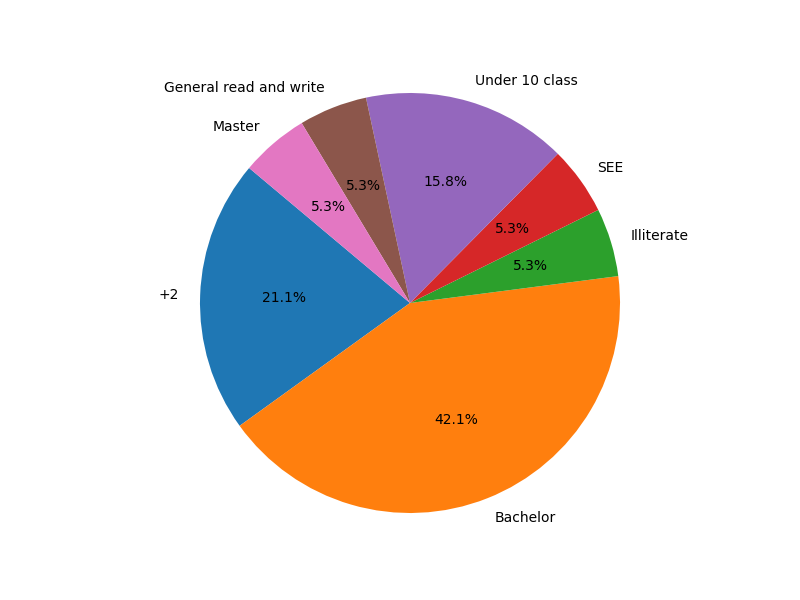 Under 10 class
General read and write
Master
SEE
15.8%
5.3%
5.3%
5.3%
Illiterate
5.3%
+2
21.1%
42.1%
Bachelor